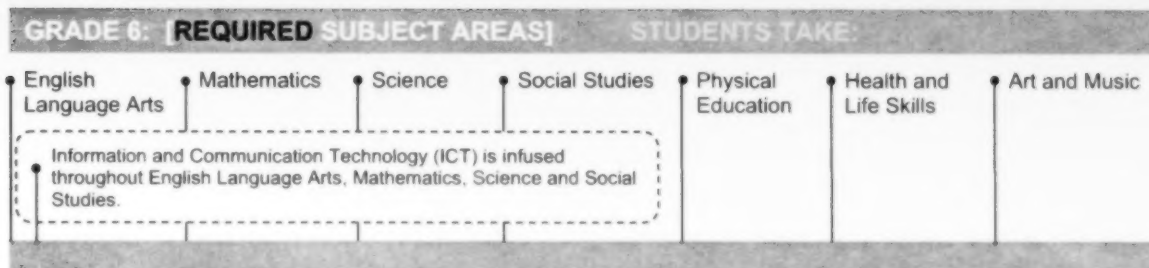 GRADE 6: [REQUIRED SUBJECT AREAS] STUDENTS TAKE:
English
Language Arts
Mathematics
Science
Social Studies
Physical
Education
Health and
Life Skills
Art and Music
Information and Communication Technology (ICT) is infused
throughout English Language Arts, Mathematics, Science and Social
Studies.